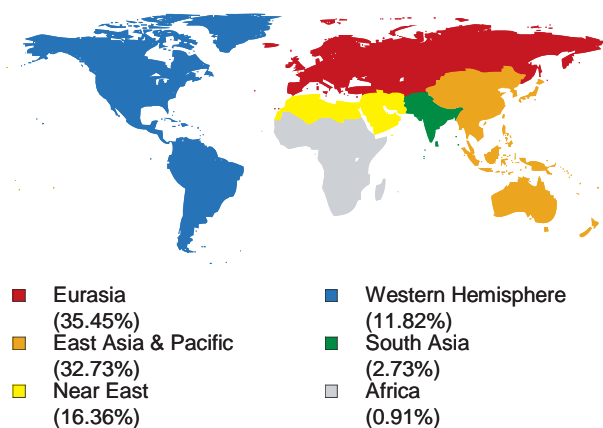 Eurasia
(35.45%)
East Asia & Pacific
(32.73%)
Near East
(16.36%)
Western Hemisphere
(11.82%)
South Asia
(2.73%)
Africa
(0.91%)